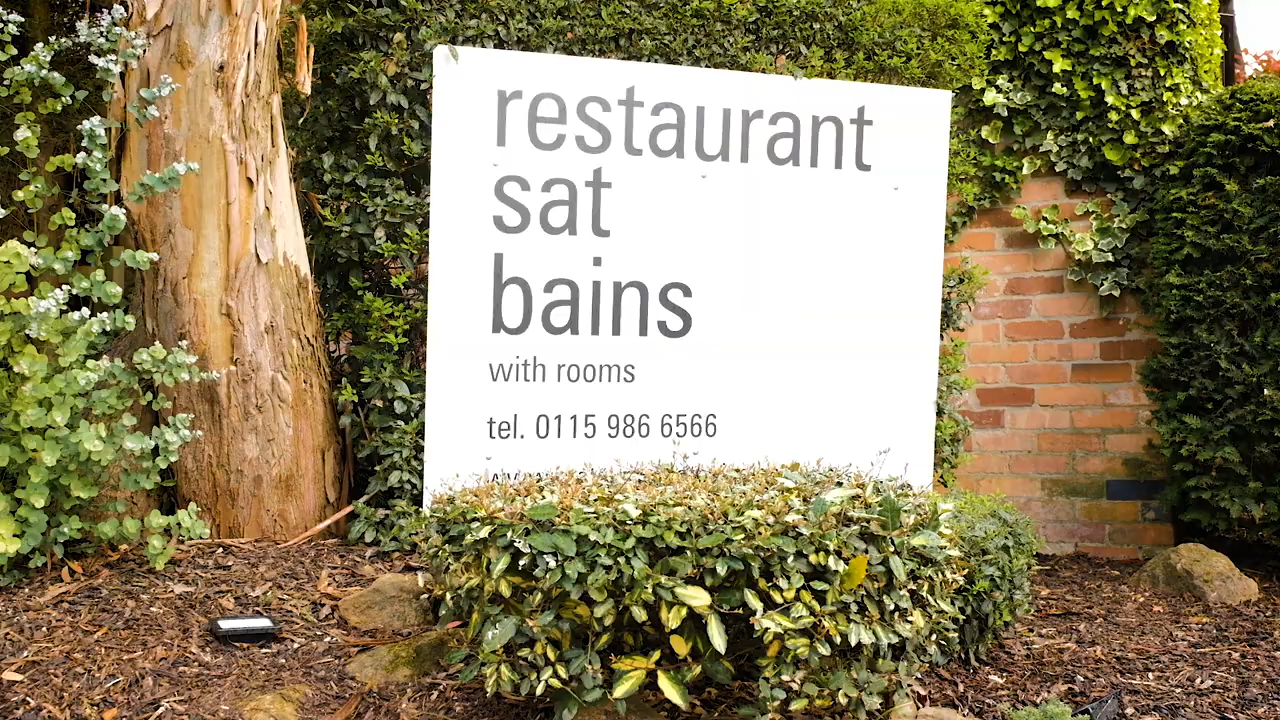 restaurant
sat
bains
with rooms
tel. 0115 986 6566